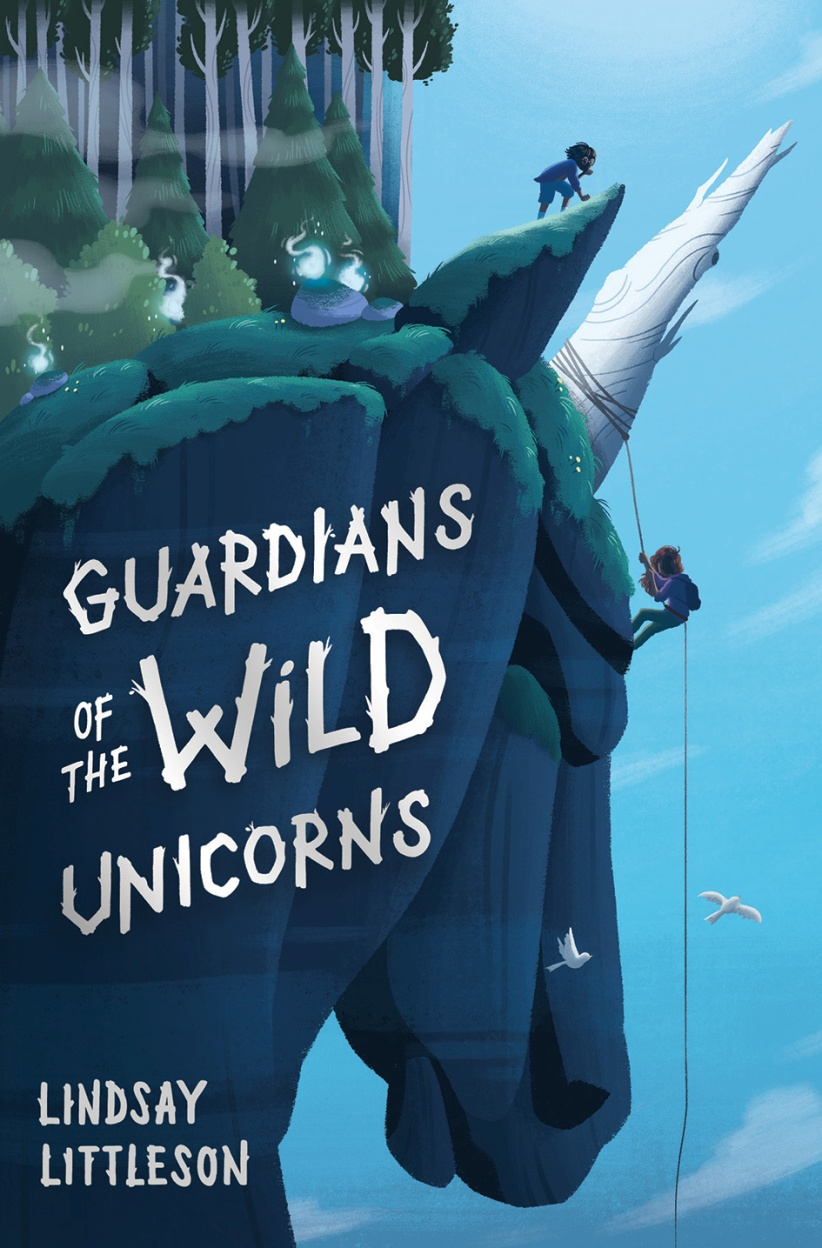 GUARDIANS
OF
THE
WiLD
UNICORNS
LINDSAY
LITTLESON